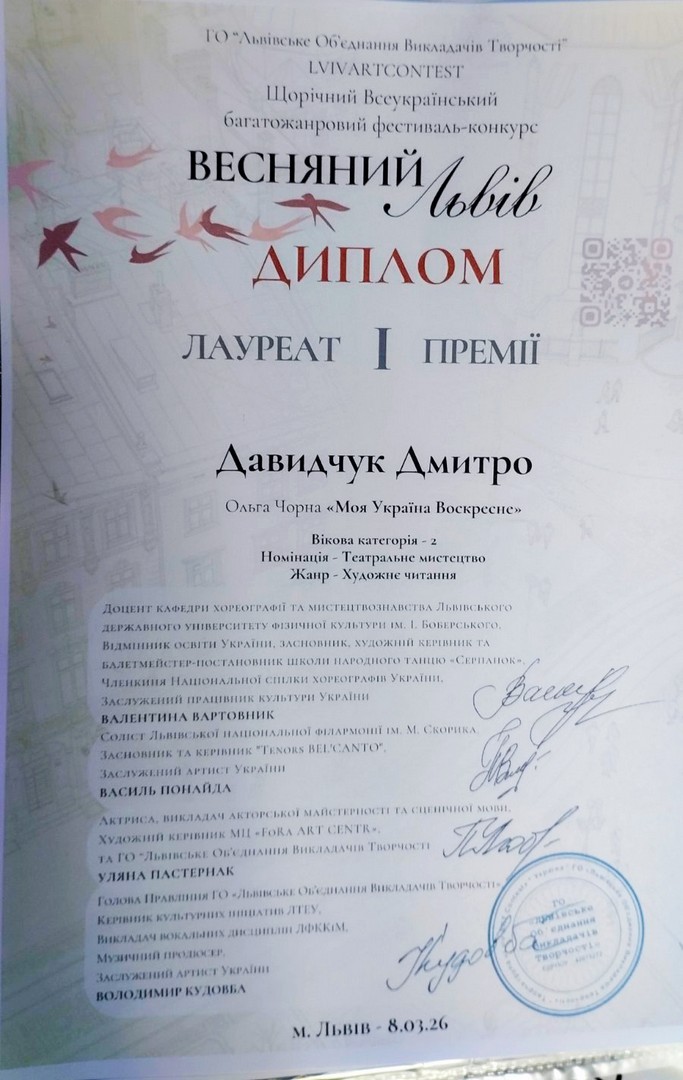 ГО "Львівське Об'єднання Викладачів Творчості"
LVIVARTCONTEST
Щорічний Всеукраїнський
багатожанровий фестиваль-конкурс
ВЕСНЯНИЙ Львів
ДИПЛОМ
ЛАУРЕАТ I ПРЕМІЇ
Давидчук Дмитро
Ольга Чорна «Моя Україна Воскресне»
Вікова категорія - 2
Номінація - Театральне мистецтво
Жанр - Художнє читання
Доцент кафедри хореографії та мистецтвознавства Львівського
державного університету фізичної культури ім. І. Боберського,
Відмінник освіти України, засновник, художній керівник та
балетмейстер-постановник школи народного танцю «Серпанок»,
Членкиня Національної спілки хореографів України,
Заслужений працівник культури України
ВАЛЕНТИНА ВАРТОВНИК
Соліст Львівської національної філармонії ім. М. Скорика,
Засновник та керівник "Tenors BEL'CANTO",
Заслужений артист України
ВАСИЛЬ ПОНАЙДА
Актриса, викладач акторської майстерності та сценічної мови,
Художній керівник МЦ «FoRa ART CENTR»,
та ГО "Львівське Об'єднання Викладачів Творчості
УЛЯНА ПАСТЕРНАК
Голова Правління ГО «Львівське Об'єднання Викладачів Творчості»
Керівник культурних ініціатив ЛТЕУ,
Викладач вокальних дисциплін ЛФККіМ,
Музичний продюсер,
Заслужений артист України
ВОЛОДИМИР КУДОВБА
ГО
«Львівське
Об'єднання
Викладачів
Творчості»
м. Львів - 8.03.26